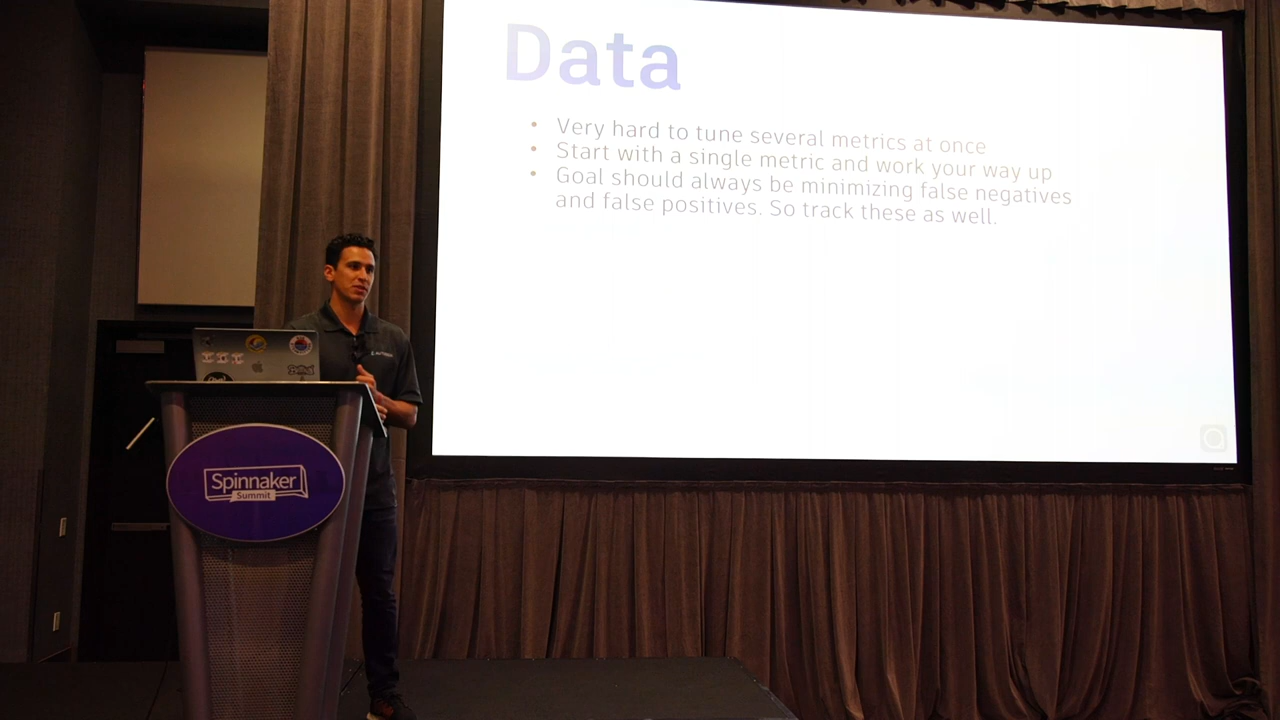 Data
• Very hard to tune several metrics at once
• Start with a single metric and work your way up
• Goal should always be minimizing false negatives
and false positives. So track these as well.
Spinnaker
Summit